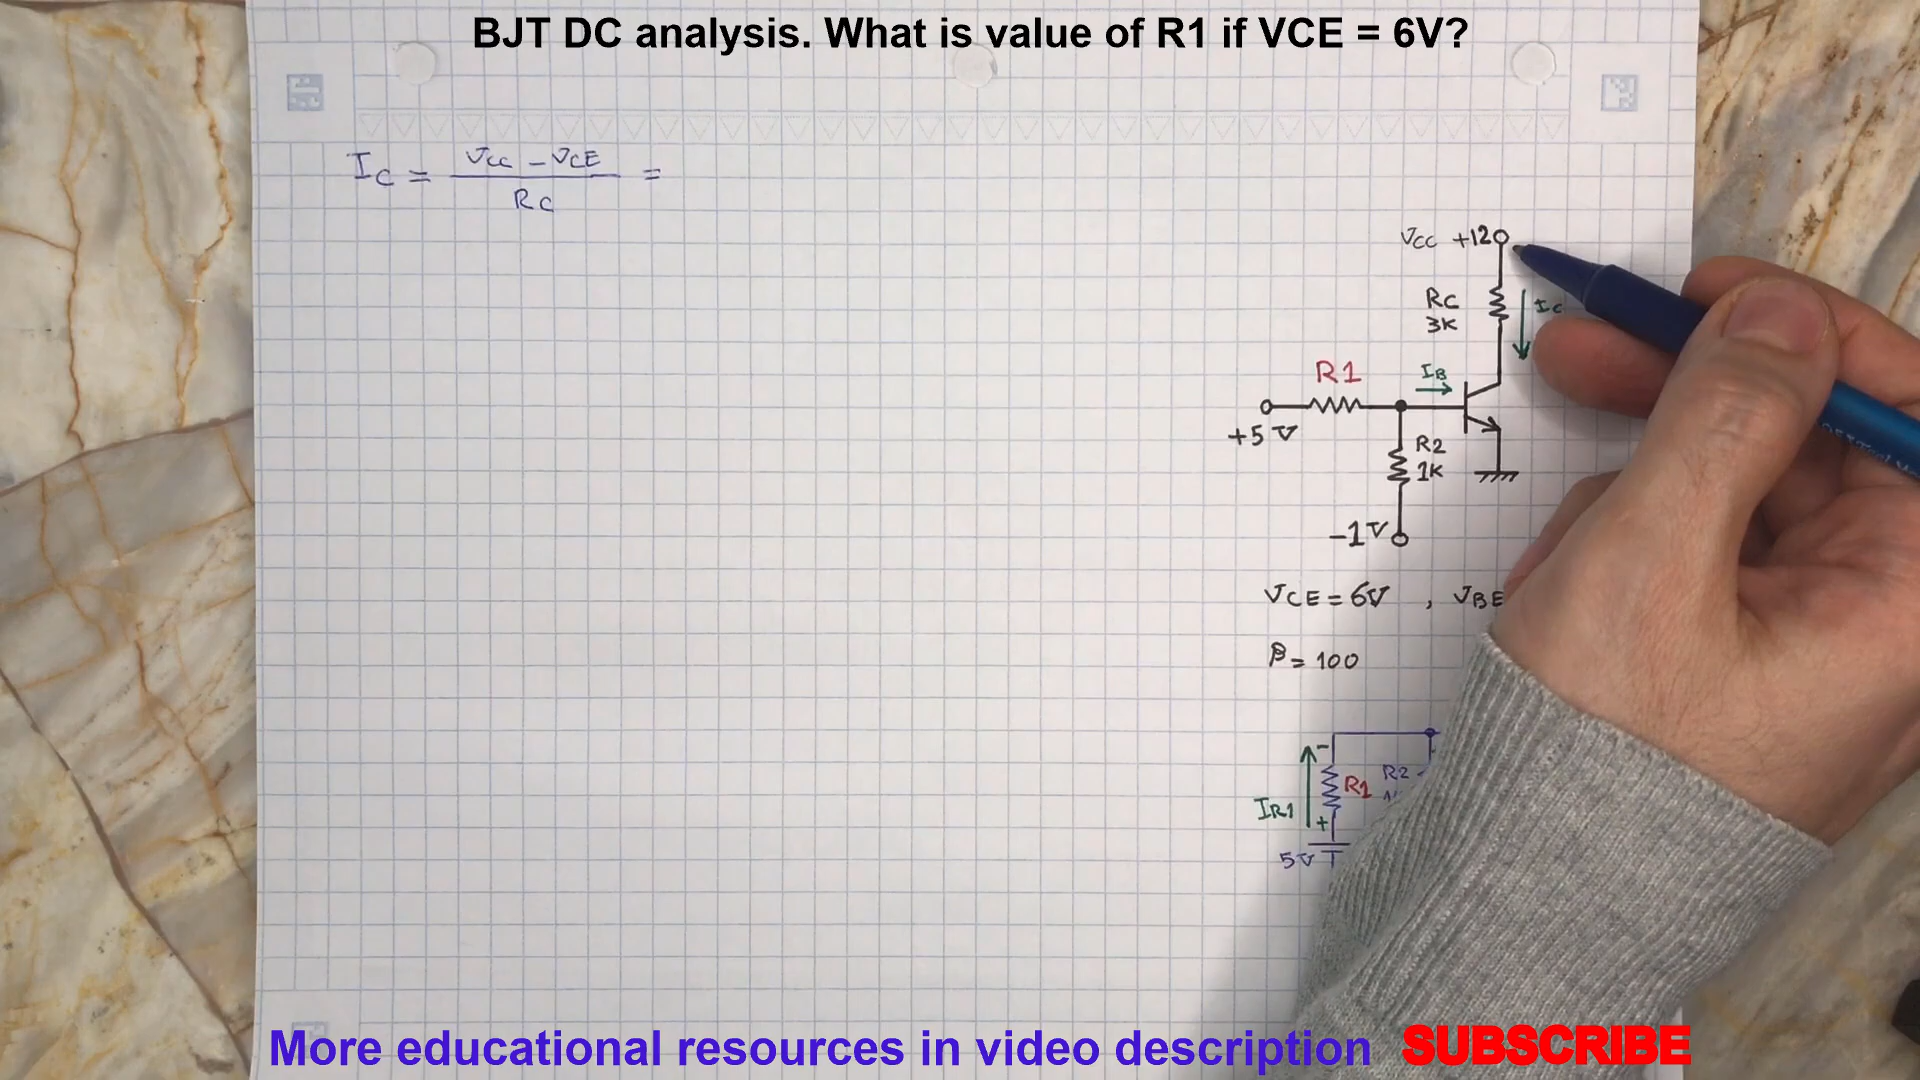 BJT DC analysis. What is value of R1 if VCE = 6V?
IC = VCC - VCE / RC =
VCC +12
RC
3K
IC
R1
IB
+5V
R2
1K
-1V
VCE = 6V , VBE
β = 100
R2
R1
IR1
5V
More educational resources in video description SUBSCRIBE